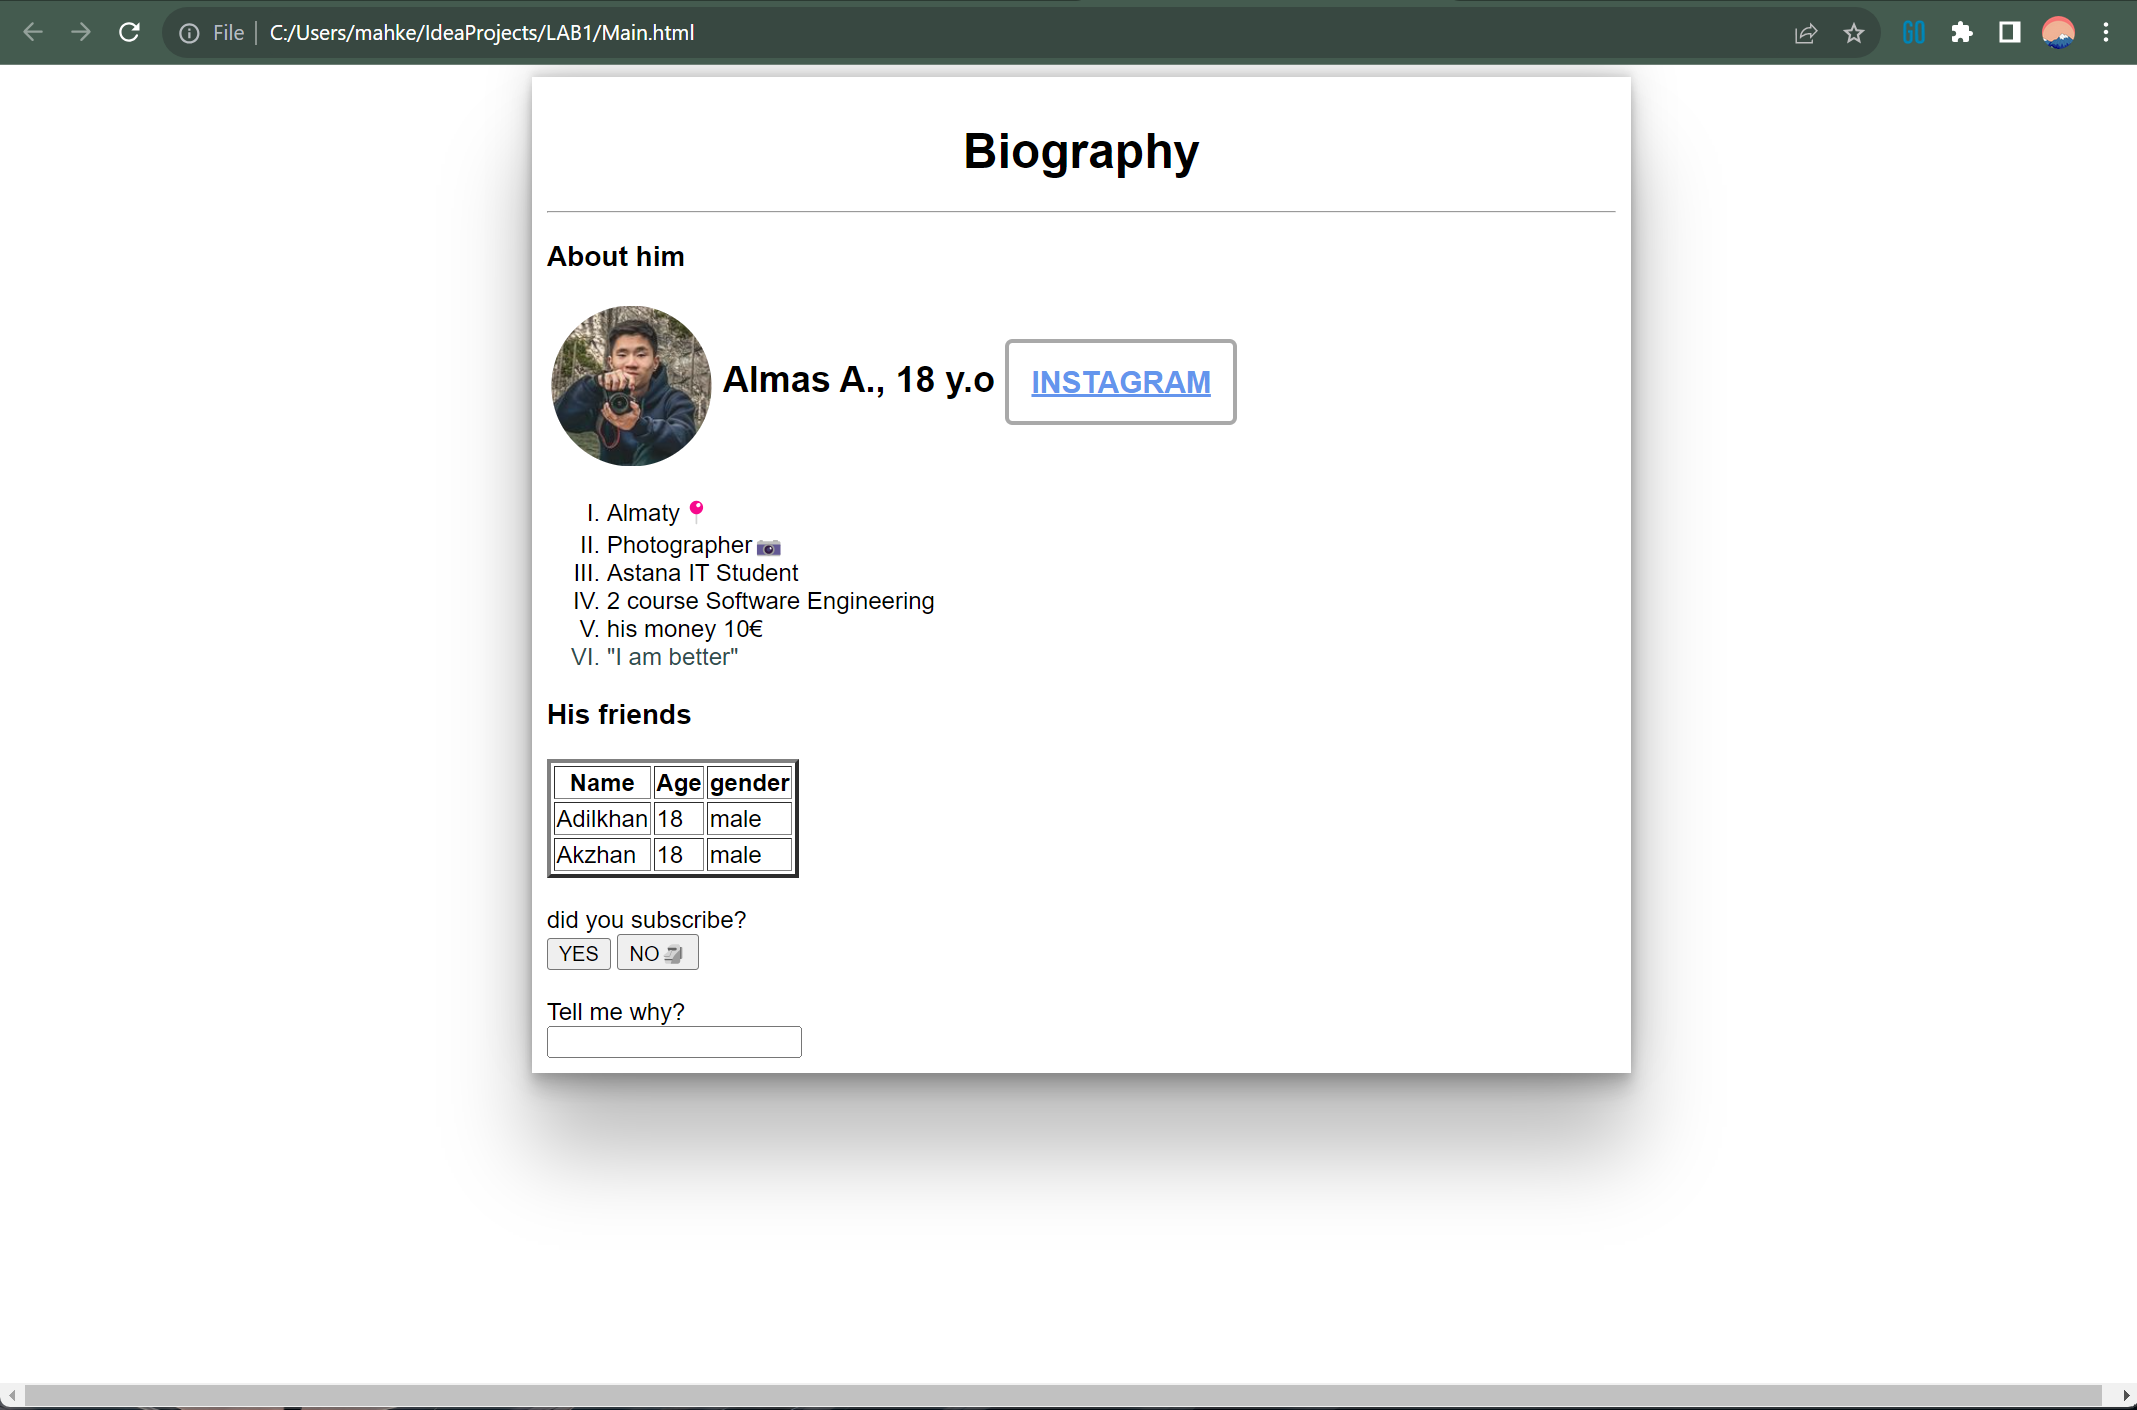 File | C:/Users/mahke/IdeaProjects/LAB1/Main.html
GO
Biography
About him
Almas A., 18 y.o INSTAGRAM
I. Almaty 📍
II. Photographer 📷
III. Astana IT Student
IV. 2 course Software Engineering
V. his money 10€
VI. "I am better"
His friends
Name Age gender
Adilkhan 18 male
Akzhan 18 male
did you subscribe?
YES NO 🗿
Tell me why?